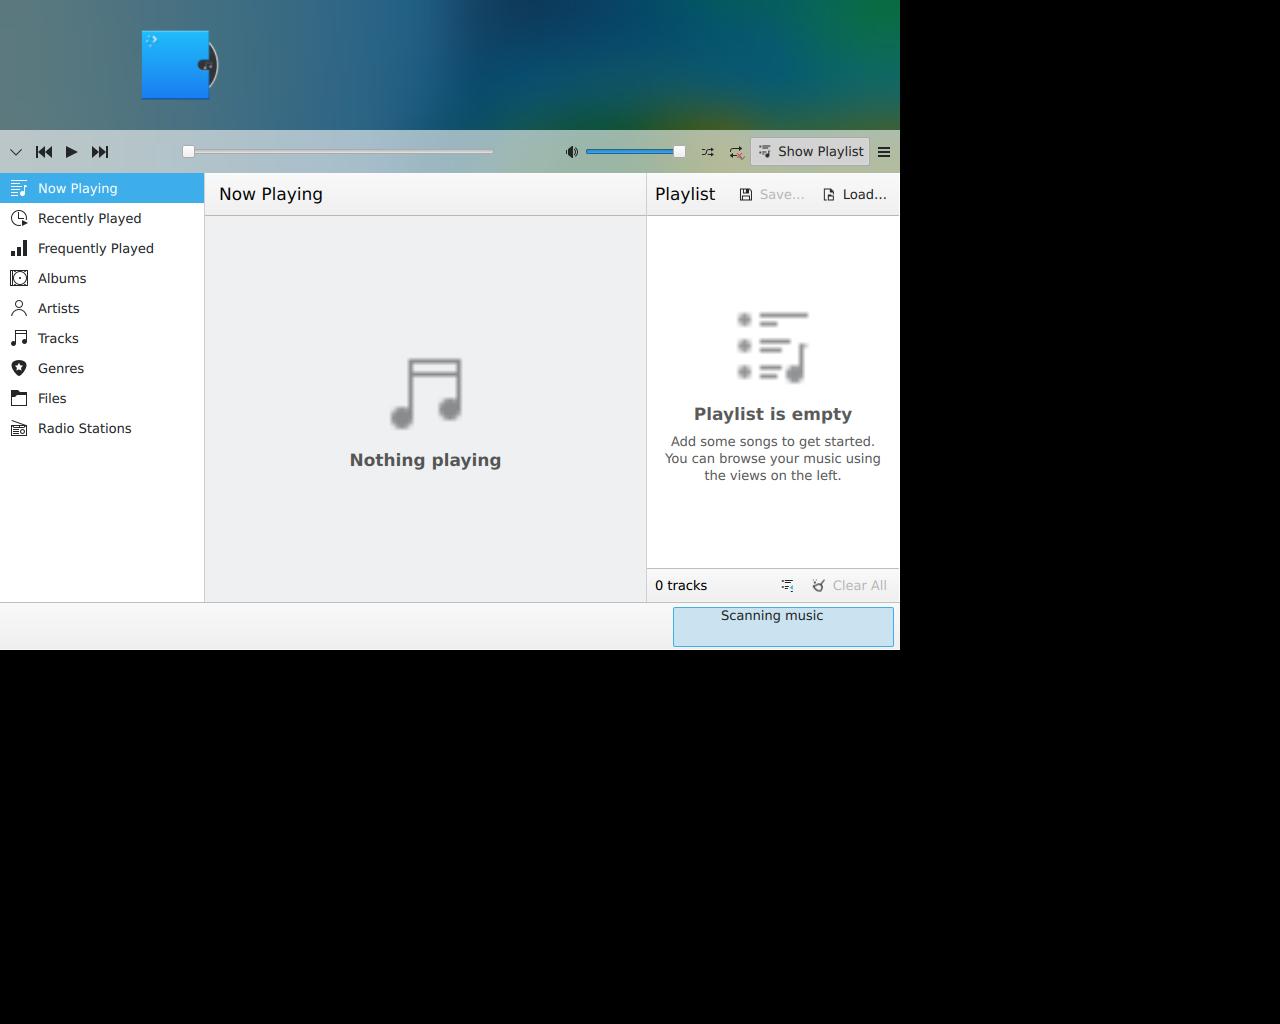 Show Playlist
Now Playing
Recently Played
Frequently Played
Albums
Artists
Tracks
Genres
Files
Radio Stations
Now Playing
Nothing playing
Playlist
Save...
Load...
Playlist is empty
Add some songs to get started.
You can browse your music using
the views on the left.
0 tracks
Clear All
Scanning music